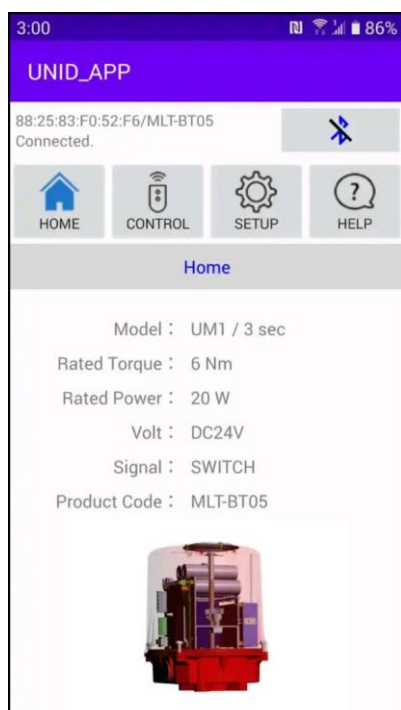 3:00 86%
UNID_APP
88:25:83:F0:52:F6/MLT-BT05
Connected.
HOME CONTROL SETUP HELP
Home
Model : UM1 / 3 sec
Rated Torque : 6 Nm
Rated Power : 20 W
Volt : DC24V
Signal : SWITCH
Product Code : MLT-BT05